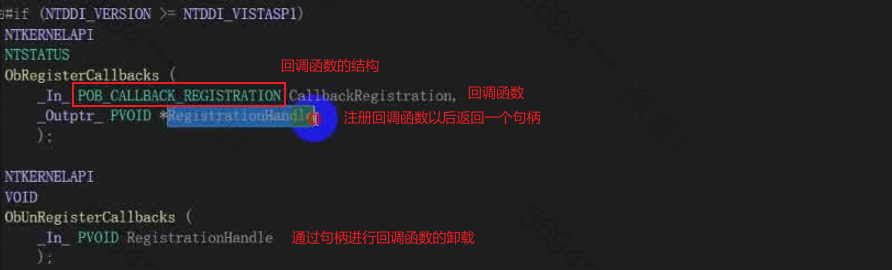 #if (NTDDI_VERSION >= NTDDI_VISTASP1)
NTKERNELAPI
NTSTATUS
回调函数的结构
ObRegisterCallbacks (
_In_ POB_CALLBACK_REGISTRATION CallbackRegistration, 回调函数
_Outptr_ PVOID *RegistrationHandle 注册回调函数以后返回一个句柄
);
NTKERNELAPI
VOID
ObUnRegisterCallbacks (
_In_ PVOID RegistrationHandle 通过句柄进行回调函数的卸载
);